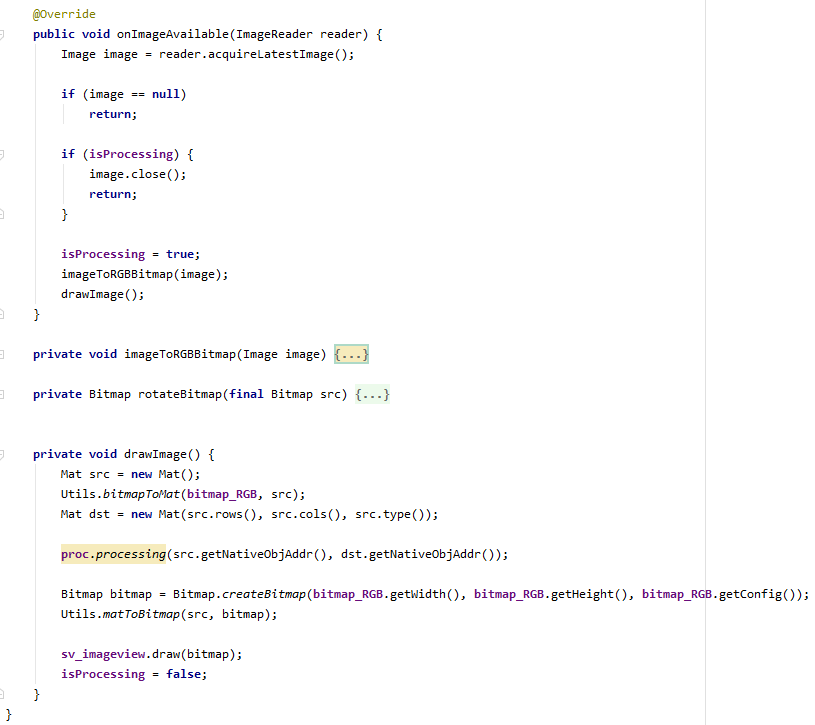 @Override
public void onImageAvailable(ImageReader reader) {
Image image = reader.acquireLatestImage();
if (image == null)
return;
if (isProcessing) {
image.close();
return;
}
isProcessing = true;
imageToRGBBitmap(image);
drawImage();
}
private void imageToRGBBitmap(Image image) {...}
private Bitmap rotateBitmap(final Bitmap src) {...}
private void drawImage() {
Mat src = new Mat();
Utils.bitmapToMat(bitmap_RGB, src);
Mat dst = new Mat(src.rows(), src.cols(), src.type());
proc.processing(src.getNativeObjAddr(), dst.getNativeObjAddr());
Bitmap bitmap = Bitmap.createBitmap(bitmap_RGB.getWidth(), bitmap_RGB.getHeight(), bitmap_RGB.getConfig());
Utils.matToBitmap(src, bitmap);
sv_imageview.draw(bitmap);
isProcessing = false;
}
}